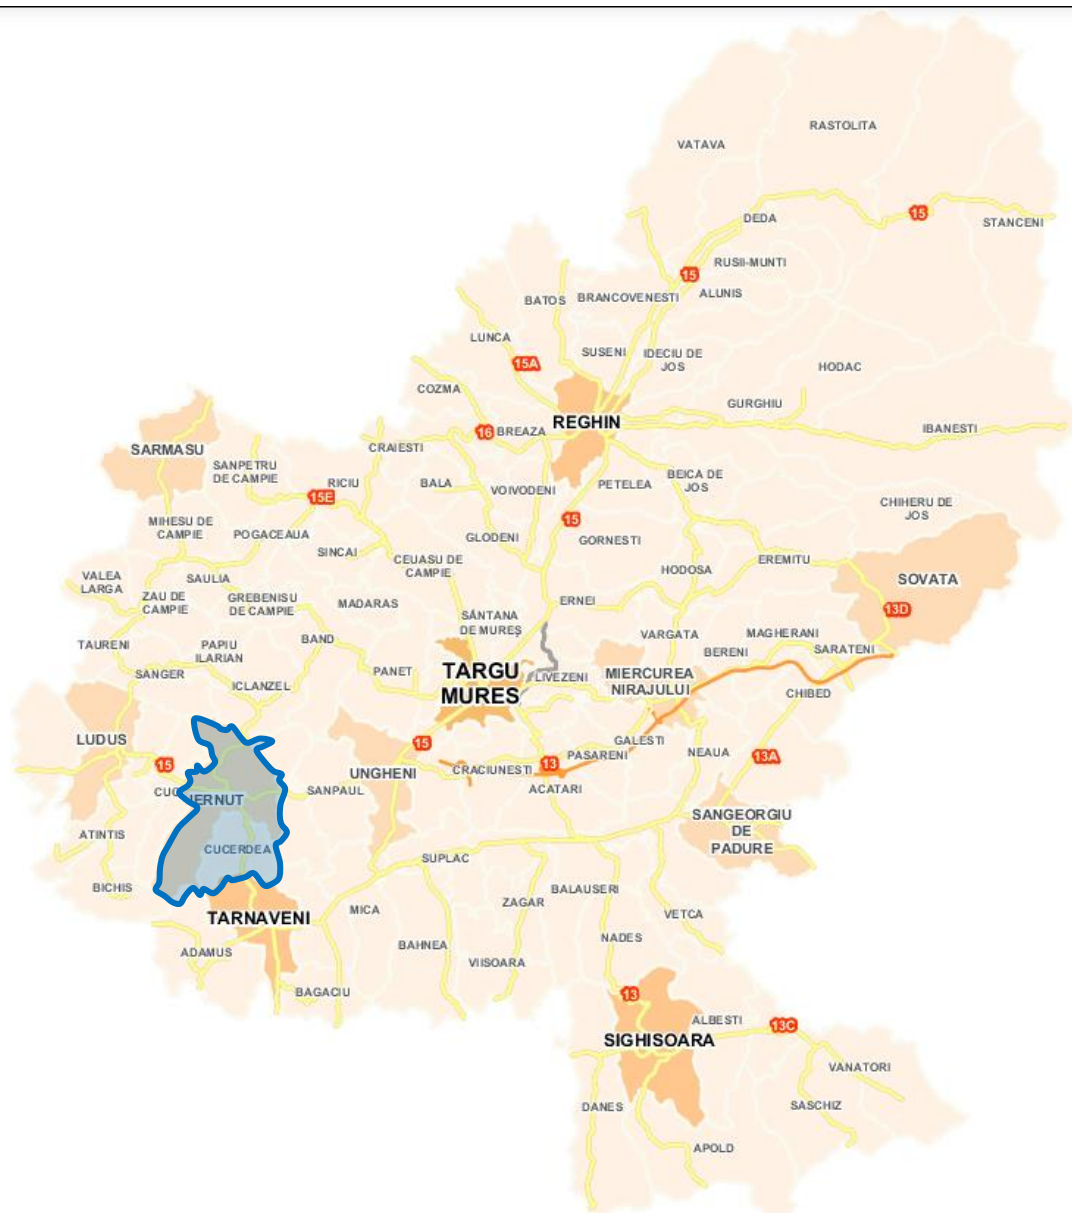 RASTOLITA
VATAVA
15
DEDA
STANCENI
RUSII-MUNTI
15
ALUNIS
BRANCOVENESTI
BATOS
LUNCA
SUSENI
IDECIU DE
JOS
15A
HODAC
COZMA
GURGHIU
REGHIN
IBANESTI
16
BREAZA
CRAIESTI
SARMASU
SANPETRU
DE CAMPIE
RICIU
15E
BALA
VOIVODENI
PETELEA
BEICA DE
JOS
CHIHERU DE
JOS
MIHESU DE
CAMPIE
POGACEAUA
15
GLODENI
GORNESTI
SINCAI
CEUASU DE
CAMPIE
EREMITU
HODOSA
SOVATA
VALEA
LARGA
SAULIA
ZAU DE
CAMPIE
GREBENISU
DE CAMPIE
MADARAS
ERNEI
13D
SÂNTANA
DE MUREȘ
TAURENI
PAPIU
ILARIAN
BAND
VARGATA
MAGHERANI
BERENI
SARATENI
SANGER
PANET
TARGU
MURES
LIVEZENI
MIERCUREA
NIRAJULUI
ICLANZEL
CHIBED
LUDUS
15
GALESTI
15
UNGHENI
CRACIUNESTI
13
PASARENI
NEAUA
13A
CUC
IERNUT
SANPAUL
ACATARI
SANGEORGIU
DE
PADURE
ATINTIS
CUCERDEA
SUPLAC
BICHIS
BALAUSERI
ZAGAR
TARNAVENI
MICA
VETCA
BAHNEA
NADES
ADAMUS
VIISOARA
BAGACIU
13
ALBESTI
13C
SIGHISOARA
VANATORI
DANES
SASCHIZ
APOLD